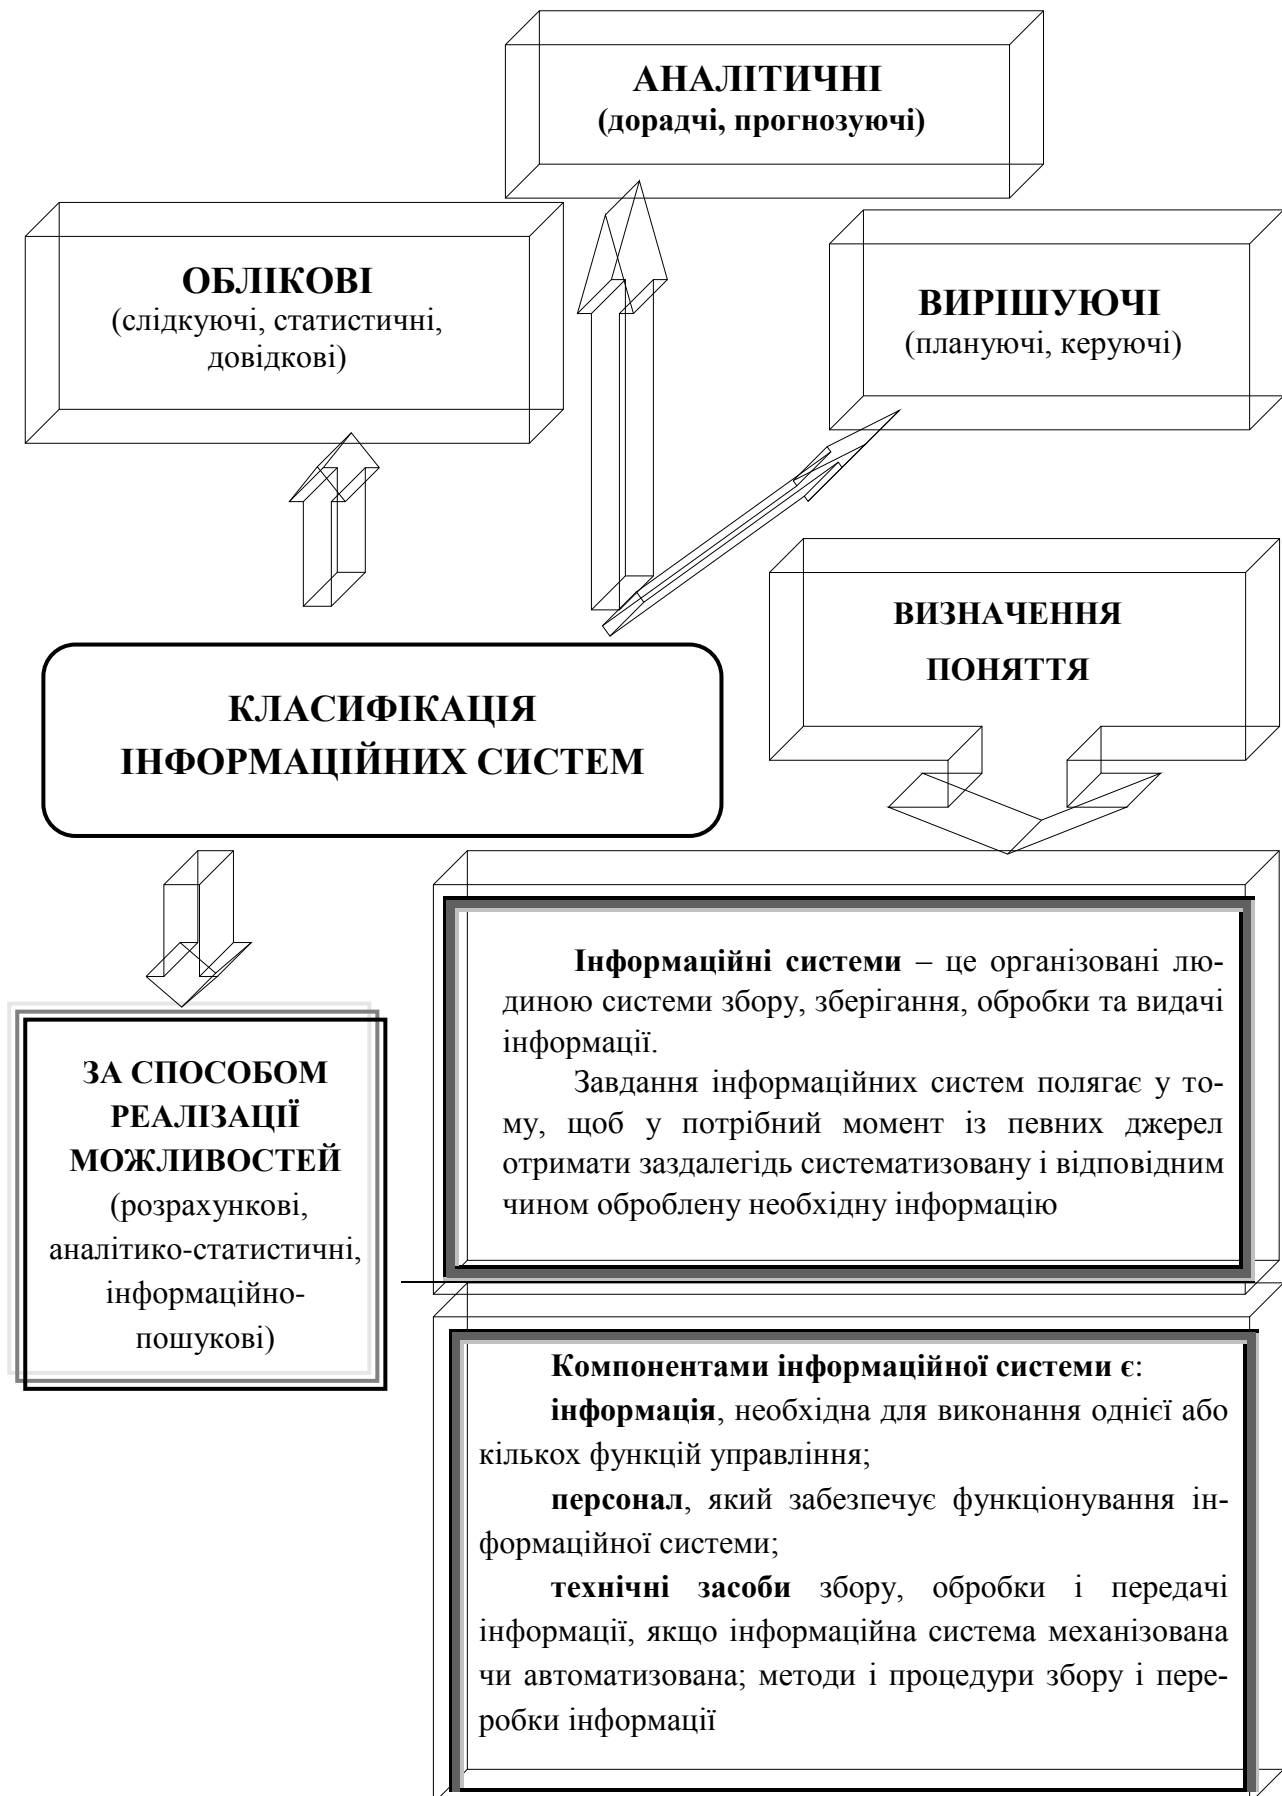 АНАЛІТИЧНІ
(дорадчі, прогнозуючі)
ОБЛІКОВІ
(слідкуючі, статистичні,
довідкові)
ВИРІШУЮЧІ
(плануючі, керуючі)
ВИЗНАЧЕННЯ
ПОНЯТТЯ
КЛАСИФІКАЦІЯ
ІНФОРМАЦІЙНИХ СИСТЕМ
ЗА СПОСОБОМ
РЕАЛІЗАЦІЇ
МОЖЛИВОСТЕЙ
(розрахункові,
аналітико-статистичні,
інформаційно-
пошукові)
Інформаційні системи – це організовані лю-
диною системи збору, зберігання, обробки та видачі
інформації.
Завдання інформаційних систем полягає у то-
му, щоб у потрібний момент із певних джерел
отримати заздалегідь систематизовану і відповідним
чином оброблену необхідну інформацію
Компонентами інформаційної системи є:
інформація, необхідна для виконання однієї або
кількох функцій управління;
персонал, який забезпечує функціонування ін-
формаційної системи;
технічні засоби збору, обробки і передачі
інформації, якщо інформаційна система механізована
чи автоматизована; методи і процедури збору і пере-
робки інформації